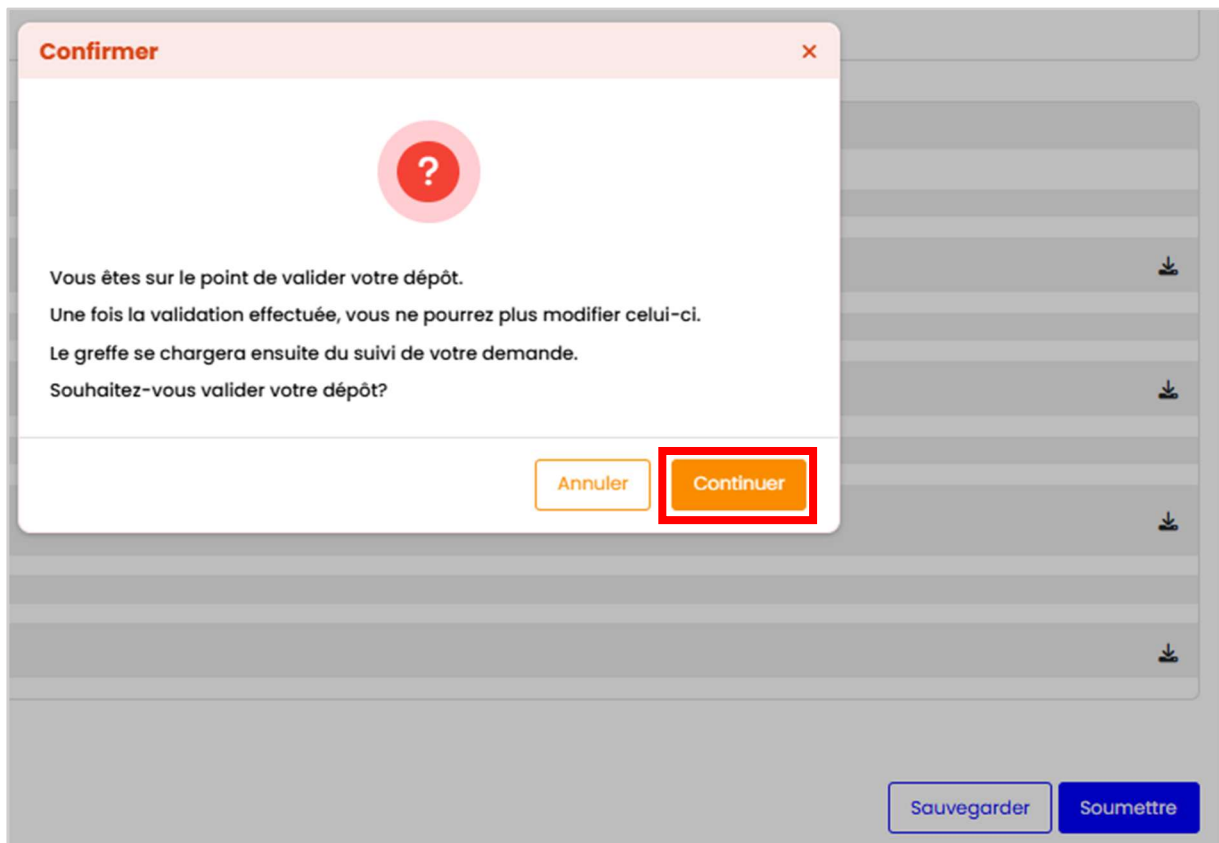 Confirmer
?
Vous êtes sur le point de valider votre dépôt.
Une fois la validation effectuée, vous ne pourrez plus modifier celui-ci.
Le greffe se chargera ensuite du suivi de votre demande.
Souhaitez-vous valider votre dépôt?
Annuler
Continuer
Sauvegarder
Soumettre